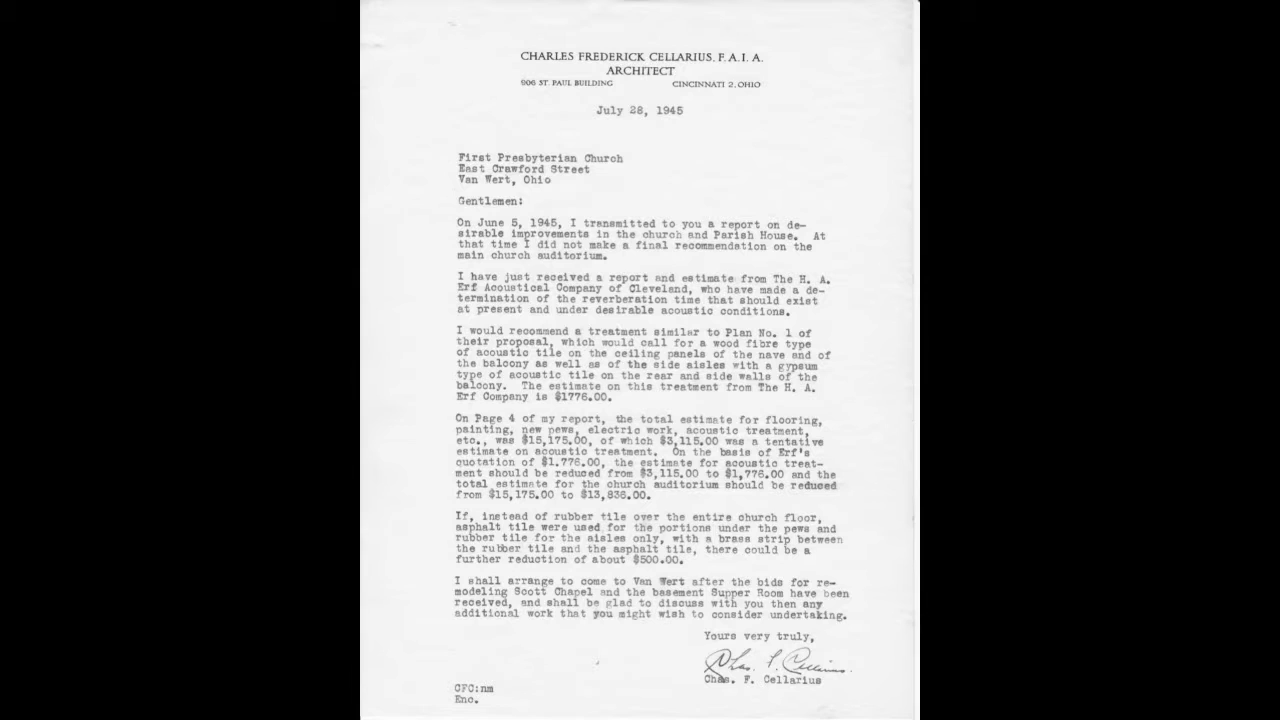 CHARLES FREDERICK CELLARIUS, F. A. I. A.
ARCHITECT
906 ST. PAUL BUILDING CINCINNATI 2, OHIO
July 28, 1945
First Presbyterian Church
East Crawford Street
Van Wert, Ohio
Gentlemen:
On June 5, 1945, I transmitted to you a report on de-
sirable improvements in the church and Parish House. At
that time I did not make a final recommendation on the
main church auditorium.
I have just received a report and estimate from The H. A.
Erf Acoustical Company of Cleveland, who have made a de-
termination of the reverberation time that should exist
at present and under desirable acoustic conditions.
I would recommend a treatment similar to Plan No. 1 of
their proposal, which would call for a wood fibre type
of acoustic tile on the ceiling panels of the nave and of
the balcony as well as of the side aisles with a gypsum
type of acoustic tile on the rear and side walls of the
balcony. The estimate on this treatment from The H. A.
Erf Company is $1776.00.
On Page 4 of my report, the total estimate for flooring,
painting, new pews, electric work, acoustic treatment,
etc., was $15,175.00, of which $3,115.00 was a tentative
estimate on acoustic treatment. On the basis of Erf's
quotation of $1.776.00, the estimate for acoustic treat-
ment should be reduced from $3,115.00 to $1,776.00 and the
total estimate for the church auditorium should be reduced
from $15,175.00 to $13,836.00.
If, instead of rubber tile over the entire church floor,
asphalt tile were used for the portions under the pews and
rubber tile for the aisles only, with a brass strip between
the rubber tile and the asphalt tile, there could be a
further reduction of about $500.00.
I shall arrange to come to Van Wert after the bids for re-
modeling Scott Chapel and the basement Supper Room have been
received, and shall be glad to discuss with you then any
additional work that you might wish to consider undertaking.
Yours very truly,
Chas. F. Cellarius.
Chas. F. Cellarius
CFC:nm
Enc.